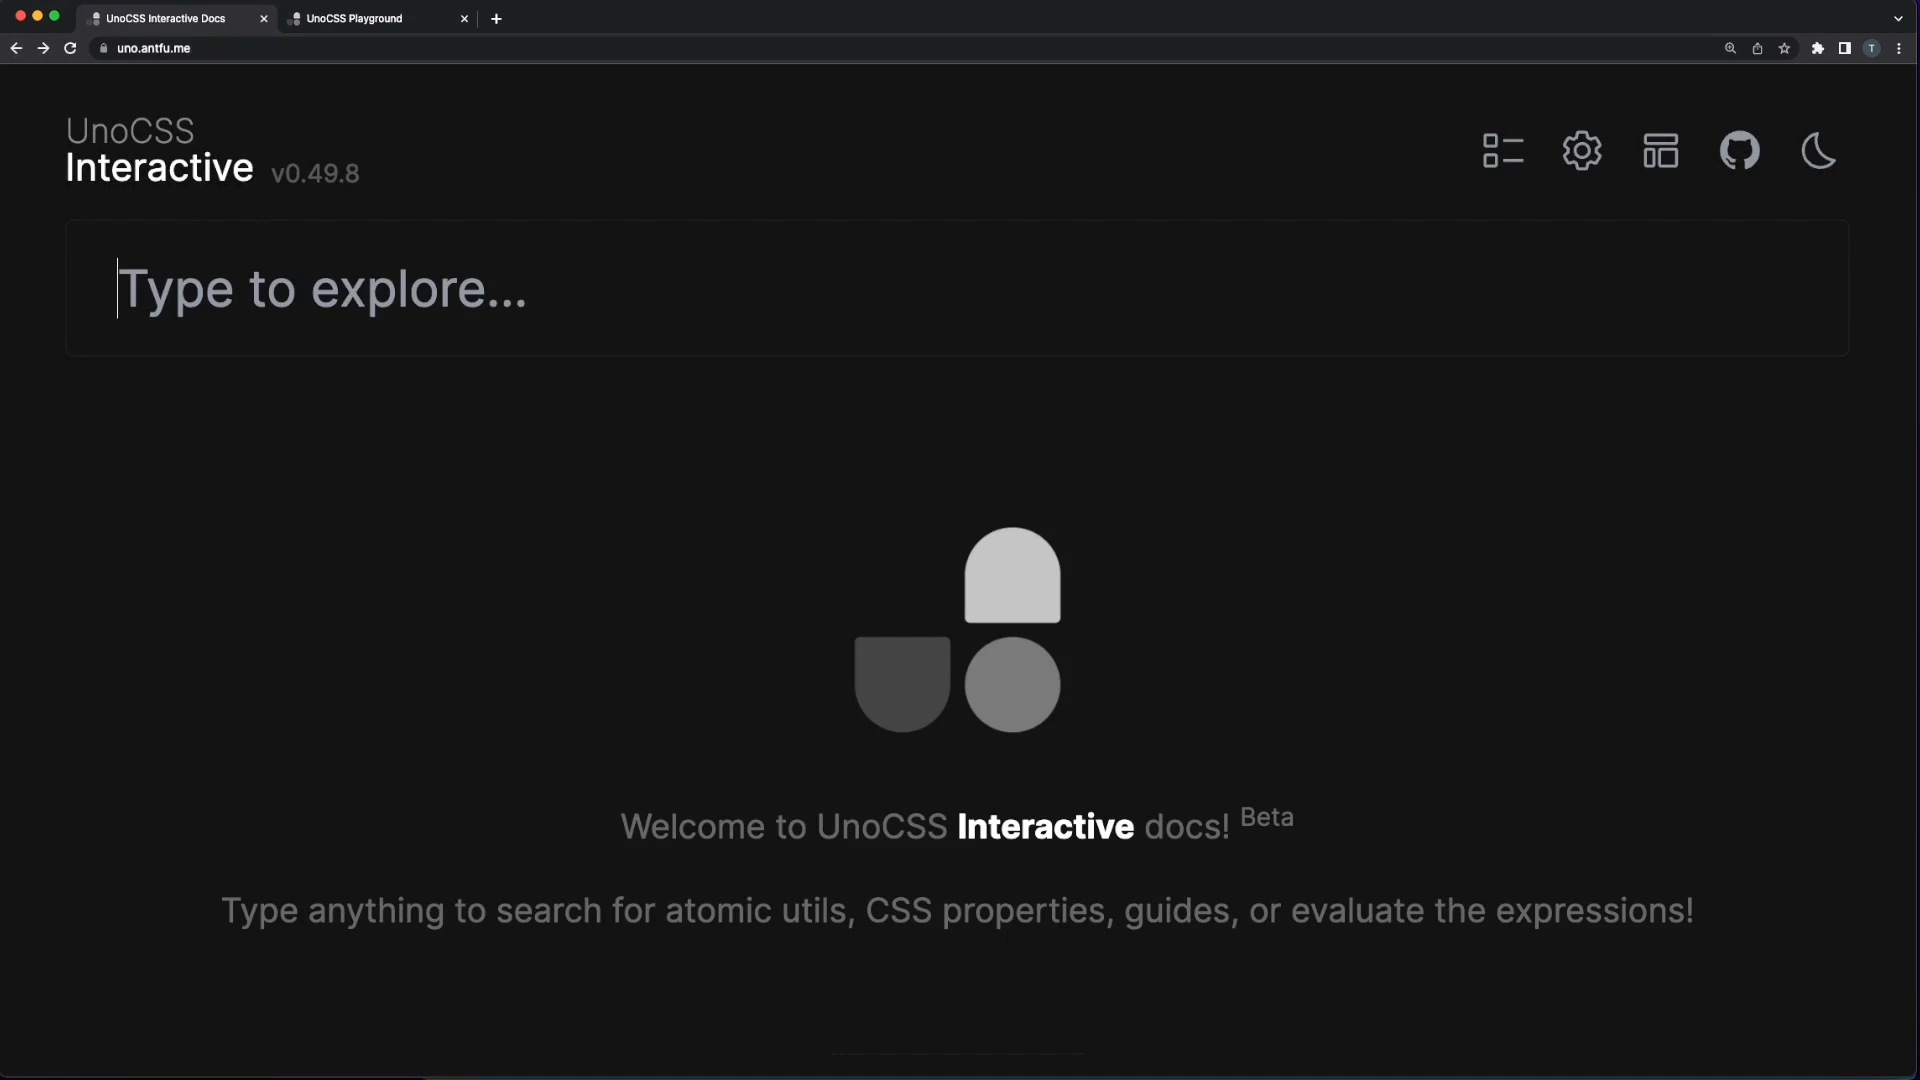 UnoCSS Interactive Docs
UnoCSS Playground
uno.antfu.me
T
UnoCSS
Interactive v0.49.8
Type to explore...
Welcome to UnoCSS Interactive docs! Beta
Type anything to search for atomic utils, CSS properties, guides, or evaluate the expressions!